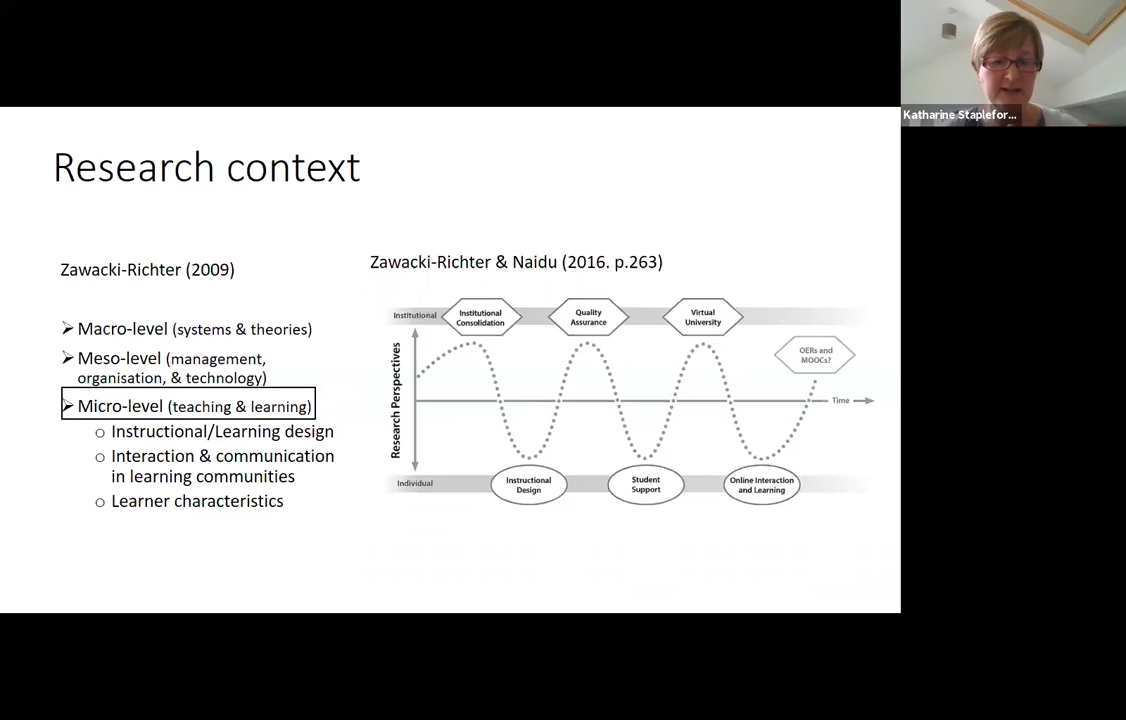 Katharine Staplefor...
Research context
Zawacki-Richter (2009)
➢ Macro-level (systems & theories)
➢ Meso-level (management,
organisation, & technology)
➢ Micro-level (teaching & learning)
○ Instructional/Learning design
○ Interaction & communication
in learning communities
○ Learner characteristics
Zawacki-Richter & Naidu (2016. p.263)
Institutional
Institutional
Consolidation
Quality
Assurance
Virtual
University
OERs and
MOOCs?
Research Perspectives
Time
Individual
Instructional
Design
Student
Support
Online Interaction
and Learning